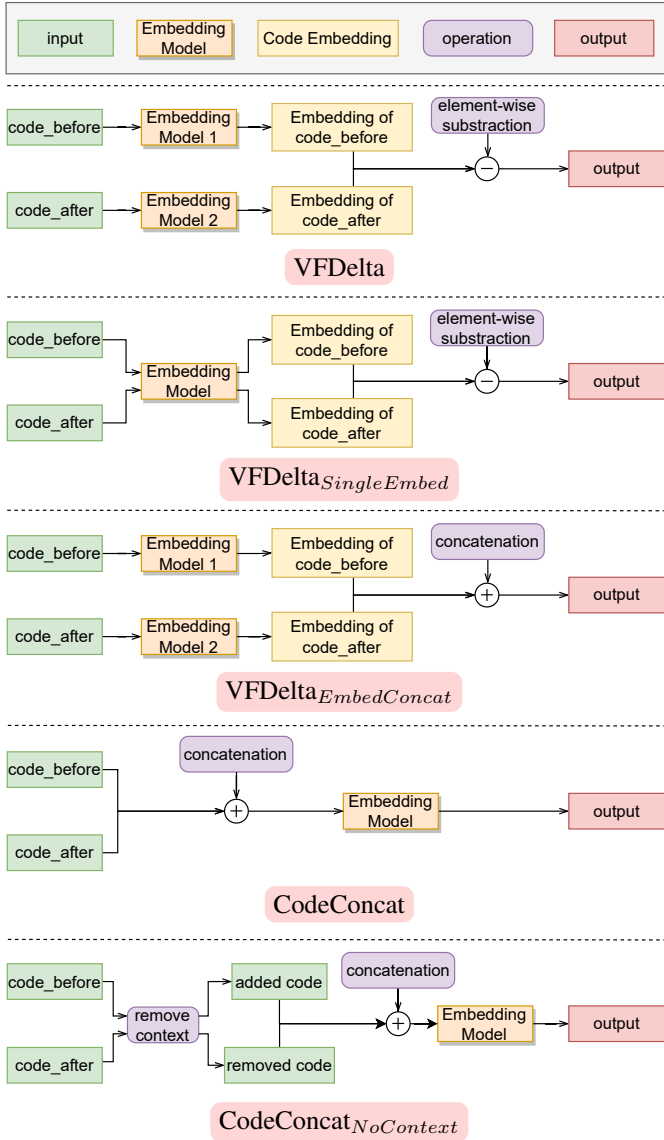 input
Embedding
Model
Code Embedding
operation
output
code_before
Embedding
Model 1
Embedding of
code_before
element-wise
substraction
−
output
code_after
Embedding
Model 2
Embedding of
code_after
VFDelta
code_before
Embedding
Model
Embedding of
code_before
element-wise
substraction
−
output
code_after
Embedding of
code_after
VFDeltaSingleEmbed
code_before
Embedding
Model 1
Embedding of
code_before
concatenation
+
output
code_after
Embedding
Model 2
Embedding of
code_after
VFDeltaEmbedConcat
code_before
concatenation
+
Embedding
Model
output
code_after
CodeConcat
code_before
remove
context
added code
concatenation
+
Embedding
Model
output
code_after
removed code
CodeConcatNoContext